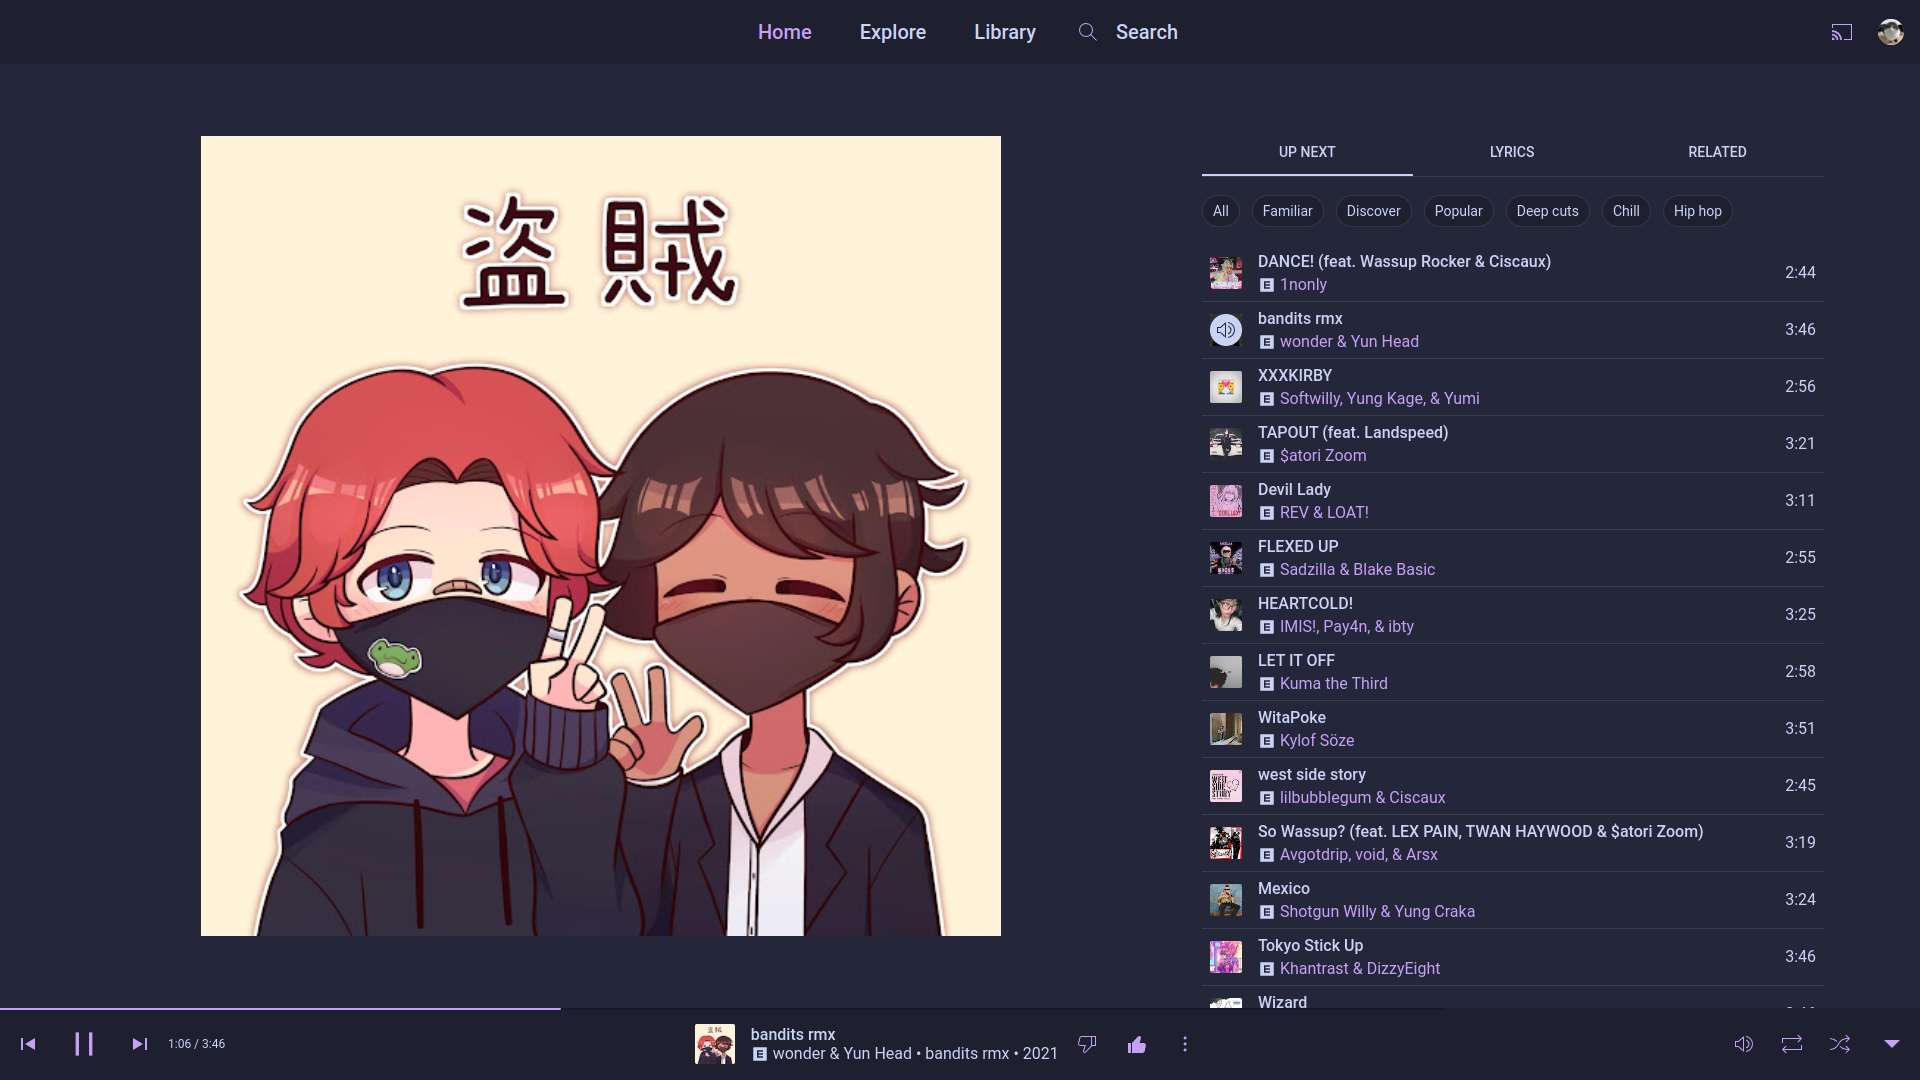 Home
Explore
Library
Search
盗賊
UP NEXT
LYRICS
RELATED
All
Familiar
Discover
Popular
Deep cuts
Chill
Hip hop
DANCE! (feat. Wassup Rocker & Ciscaux)
E 1nonly
2:44
bandits rmx
E wonder & Yun Head
3:46
XXXKIRBY
E Softwilly, Yung Kage, & Yumi
2:56
TAPOUT (feat. Landspeed)
E $atori Zoom
3:21
Devil Lady
E REV & LOAT!
3:11
FLEXED UP
E Sadzilla & Blake Basic
2:55
HEARTCOLD!
E IMIS!, Pay4n, & ibty
3:25
LET IT OFF
E Kuma the Third
2:58
WitaPoke
E Kylof Söze
3:51
WEST
SIDE
STORY
west side story
E lilbubblegum & Ciscaux
2:45
So Wassup? (feat. LEX PAIN, TWAN HAYWOOD & $atori Zoom)
E Avgotdrip, void, & Arsx
3:19
Mexico
E Shotgun Willy & Yung Craka
3:24
Tokyo Stick Up
E Khantrast & DizzyEight
3:46
Wizard
1:06 / 3:46
盗賊
bandits rmx
E wonder & Yun Head • bandits rmx • 2021